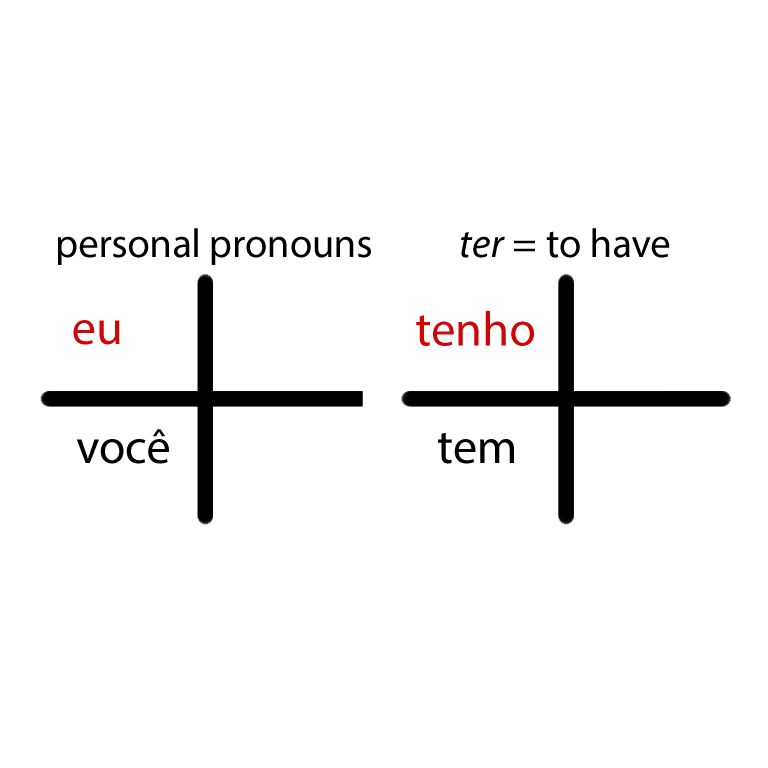 personal pronouns
eu
você
ter = to have
tenho
tem